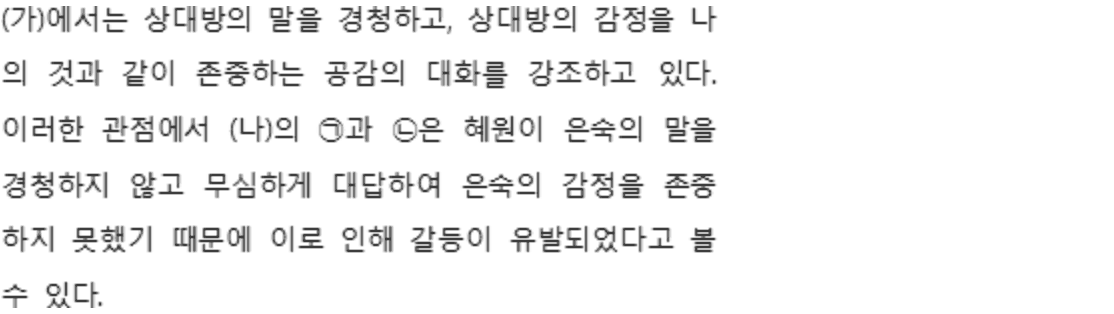 (가)에서는 상대방의 말을 경청하고, 상대방의 감정을 나
의 것과 같이 존중하는 공감의 대화를 강조하고 있다.
이러한 관점에서 (나)의 ㉠과 ㉡은 혜원이 은숙의 말을
경청하지 않고 무심하게 대답하여 은숙의 감정을 존중
하지 못했기 때문에 이로 인해 갈등이 유발되었다고 볼
수 있다.